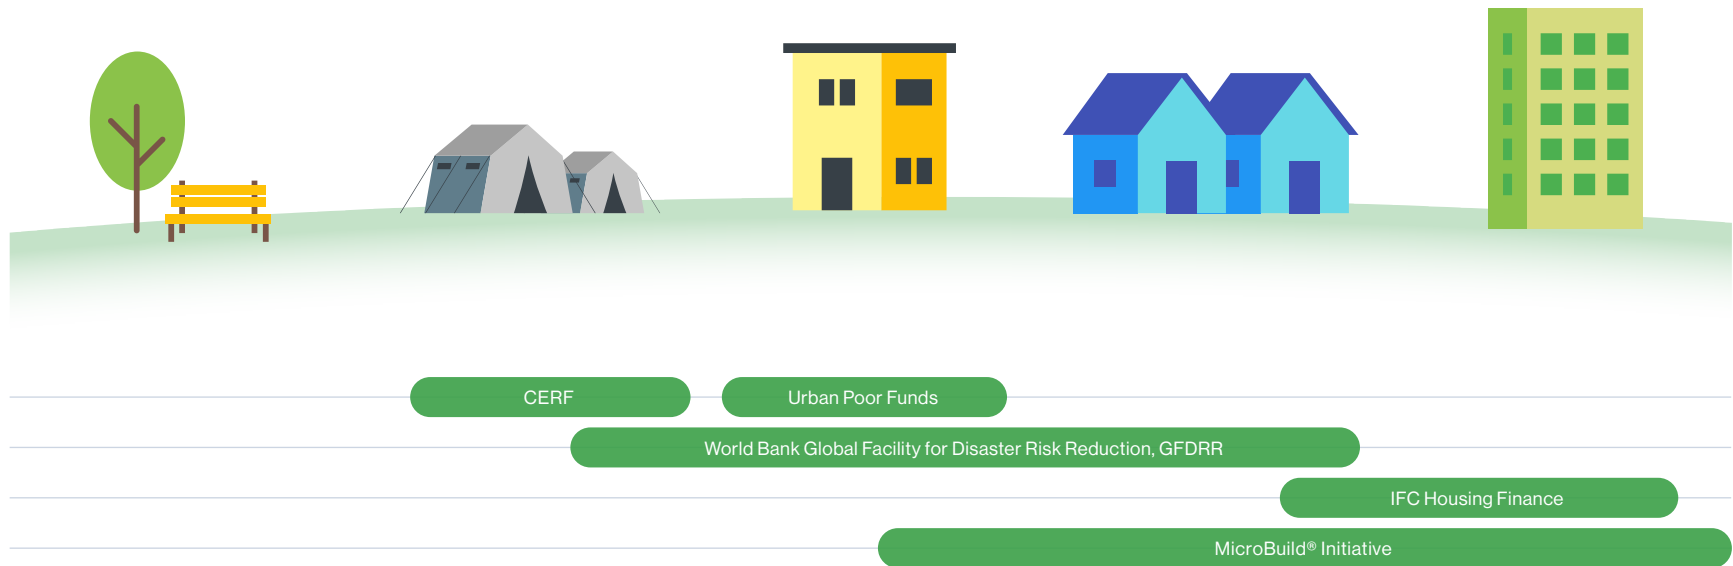 CERF
Urban Poor Funds
World Bank Global Facility for Disaster Risk Reduction, GFDRR
IFC Housing Finance
MicroBuild® Initiative